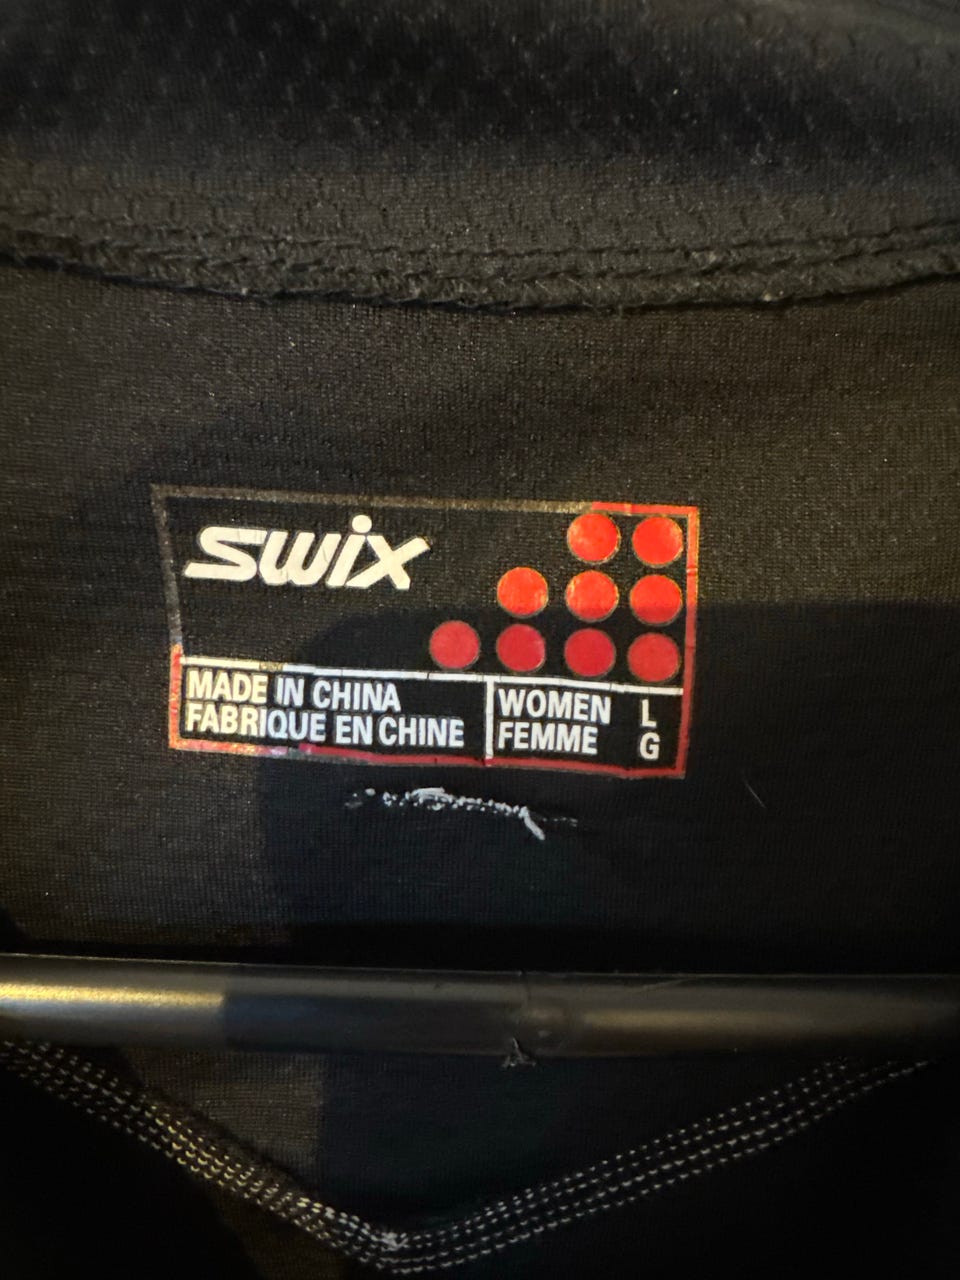 swix
MADE IN CHINA
FABRIQUE EN CHINE
WOMEN L
FEMME G